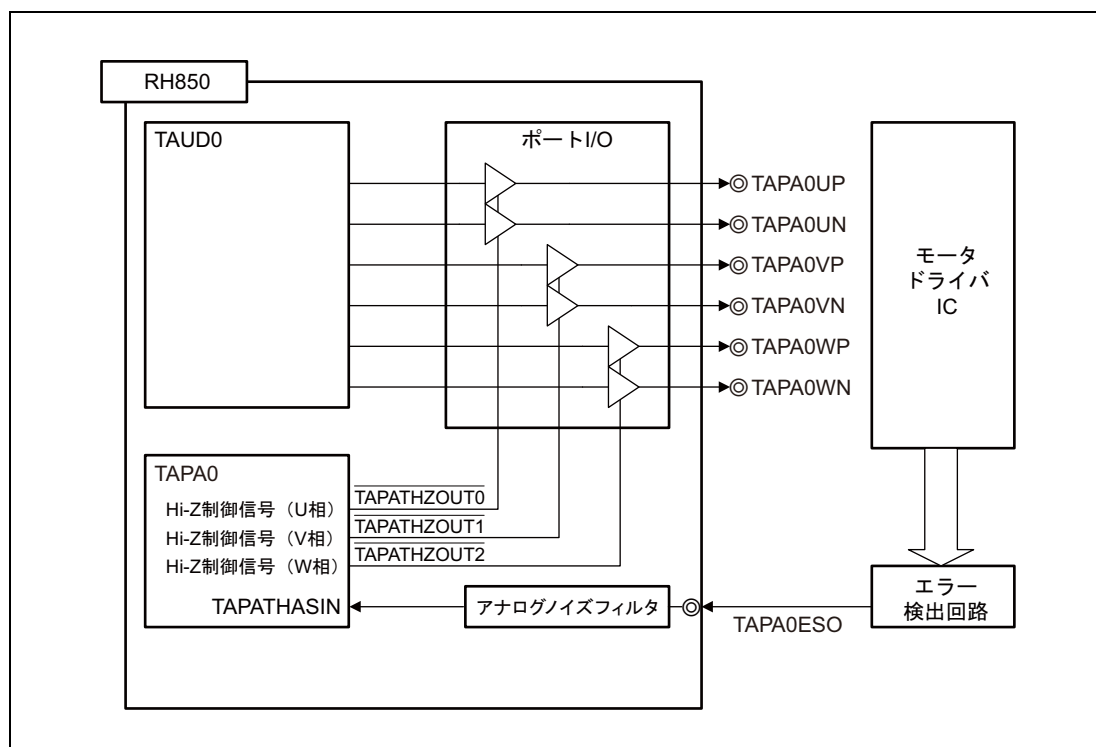 RH850
TAUD0
ポートI/O
TAPA0UP
TAPA0UN
TAPA0VP
TAPA0VN
TAPA0WP
TAPA0WN
モータ
ドライバ
IC
TAPA0
Hi-Z制御信号（U相）
TAPATHZOUT0
Hi-Z制御信号（V相）
TAPATHZOUT1
Hi-Z制御信号（W相）
TAPATHZOUT2
TAPATHASIN
アナログノイズフィルタ
TAPA0ESO
エラー
検出回路